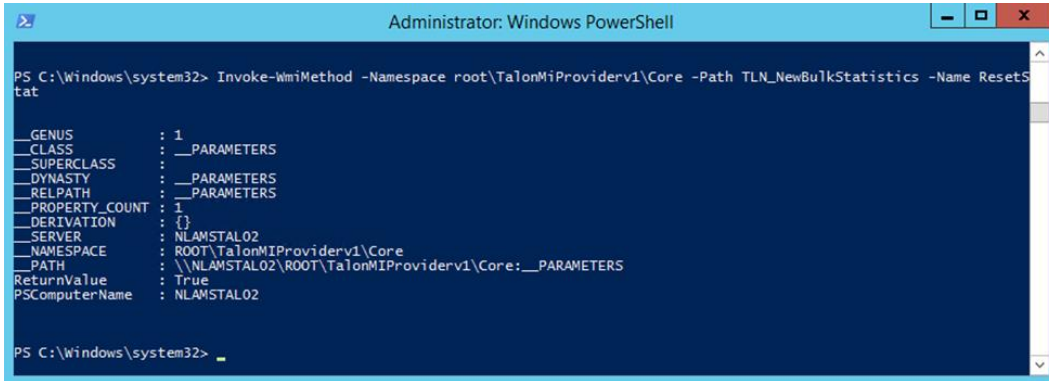 Administrator: Windows PowerShell
PS C:\Windows\system32> Invoke-WmiMethod -Namespace root\TalonMiProviderv1\Core -Path TLN_NewBulkStatistics -Name ResetS
tat
__GENUS : 1
__CLASS : __PARAMETERS
__SUPERCLASS :
__DYNASTY : __PARAMETERS
__RELPATH : __PARAMETERS
__PROPERTY_COUNT : 1
__DERIVATION : {}
__SERVER : NLAMSTAL02
__NAMESPACE : ROOT\TalonMIProviderv1\Core
__PATH : \\NLAMSTAL02\ROOT\TalonMIProviderv1\Core:__PARAMETERS
ReturnValue : True
PSComputerName : NLAMSTAL02
PS C:\Windows\system32> _